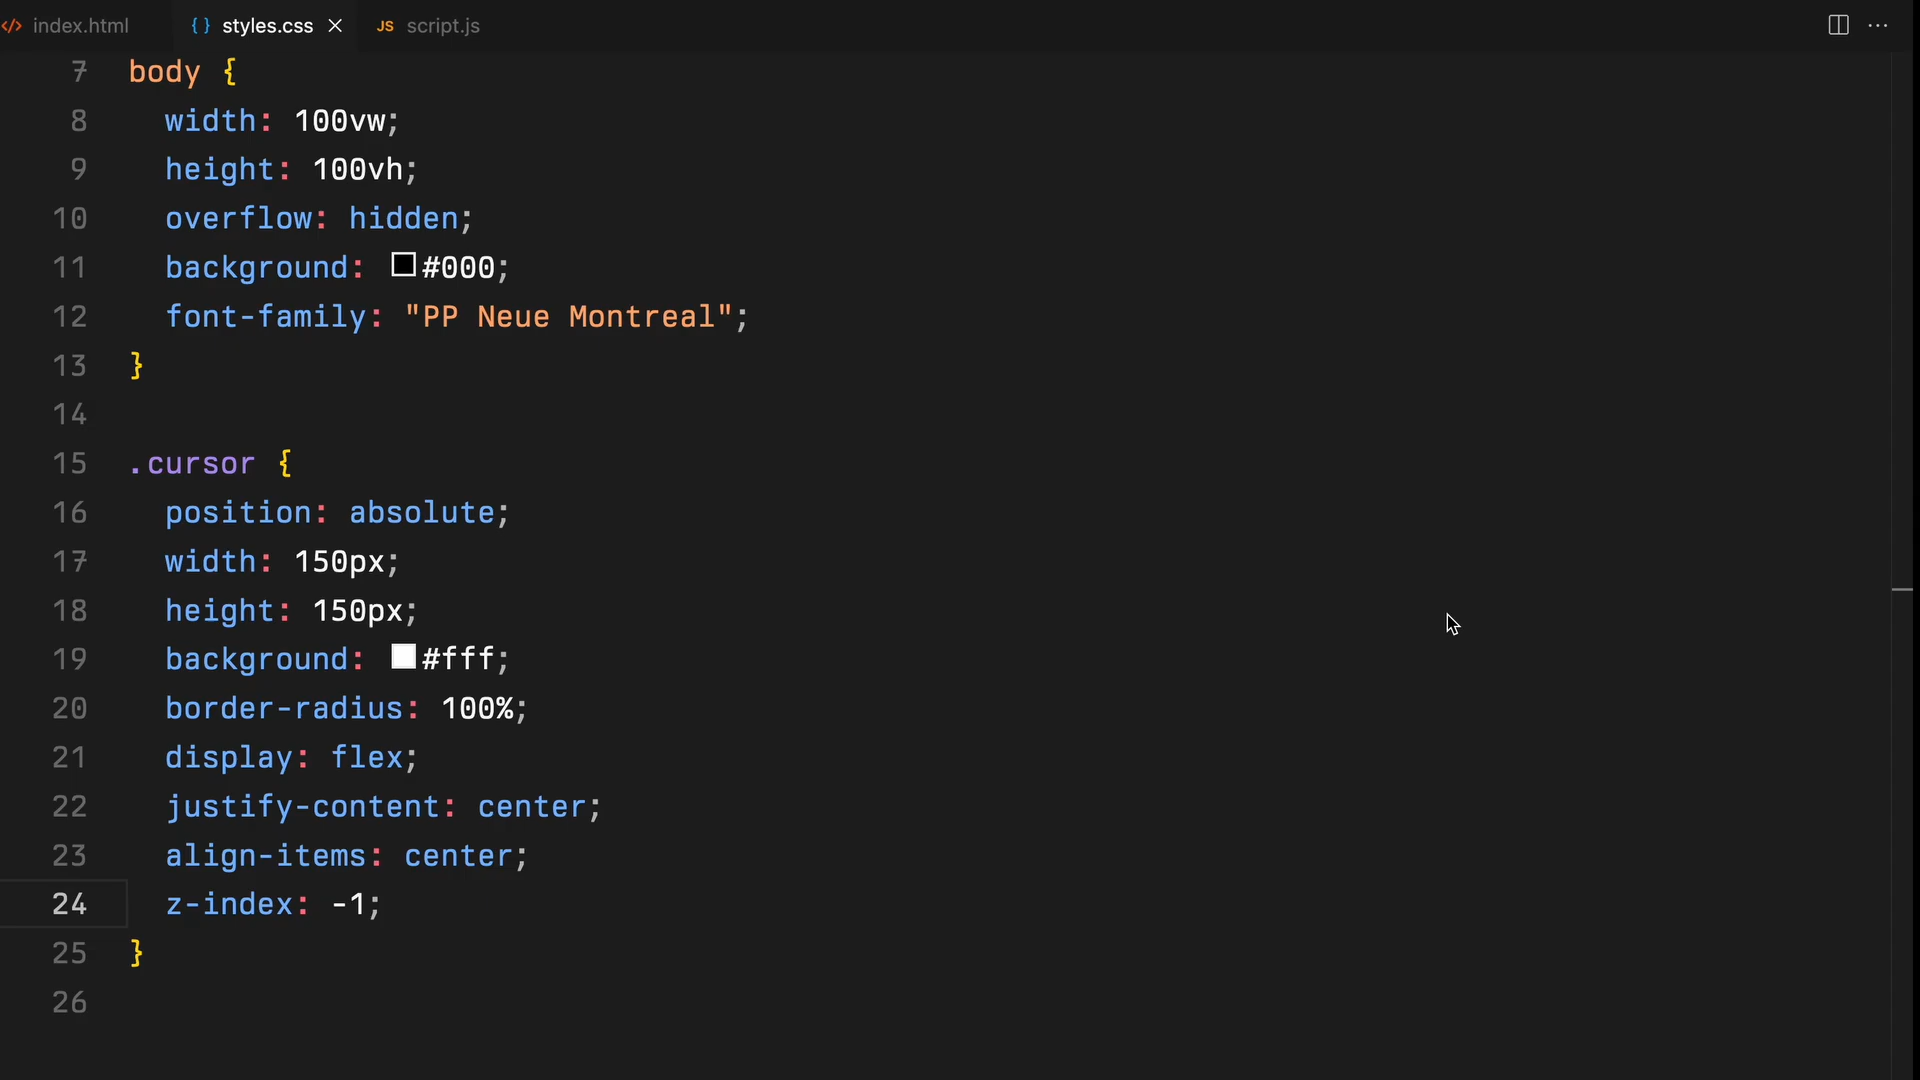 </> index.html {} styles.css × JS script.js ...
7 body {
8 width: 100vw;
9 height: 100vh;
10 overflow: hidden;
11 background: #000;
12 font-family: "PP Neue Montreal";
13 }
14
15 .cursor {
16 position: absolute;
17 width: 150px;
18 height: 150px;
19 background: #fff;
20 border-radius: 100%;
21 display: flex;
22 justify-content: center;
23 align-items: center;
24 z-index: -1;
25 }
26